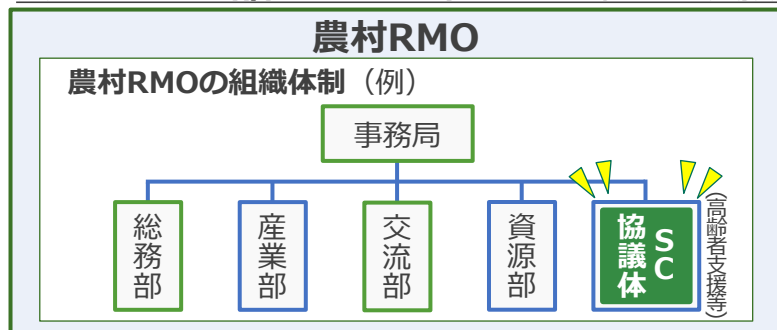 農村RMO
農村RMOの組織体制（例）
事務局
総務部
産業部
交流部
資源部
SC
協議体
(高齢者支援等)